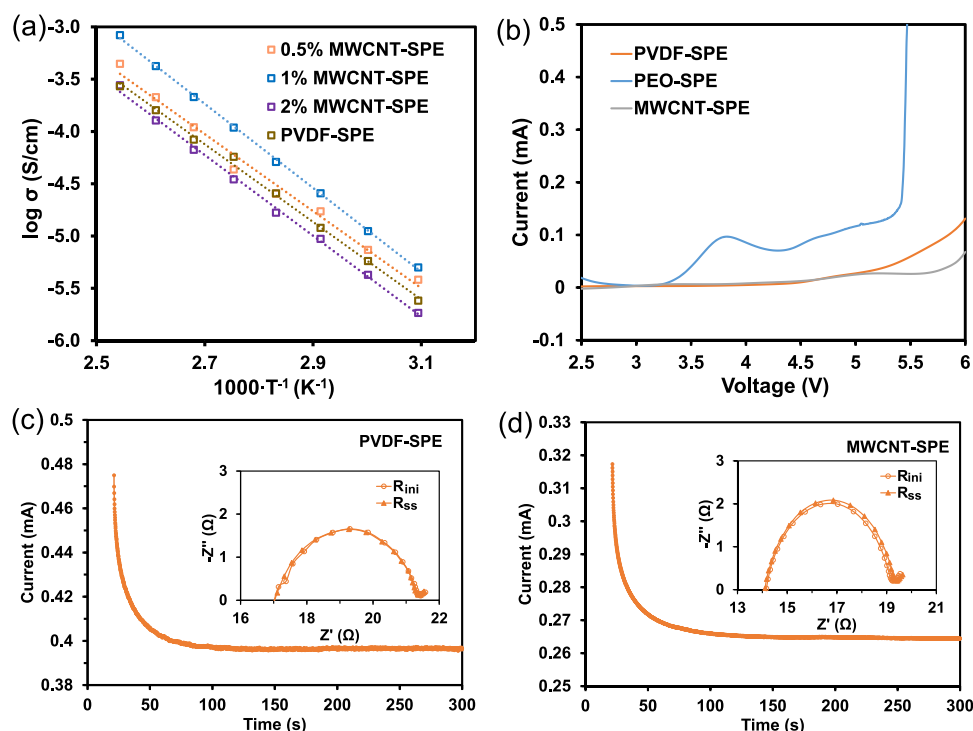 (a)
0.5% MWCNT-SPE
1% MWCNT-SPE
2% MWCNT-SPE
PVDF-SPE
log σ (S/cm)
-3.0
-3.5
-4.0
-4.5
-5.0
-5.5
-6.0
2.5 2.7 2.9 3.1
1000·T⁻¹ (K⁻¹)
(b)
PVDF-SPE
PEO-SPE
MWCNT-SPE
Current (mA)
0.5
0.4
0.3
0.2
0.1
0
-0.1
2.5 3 3.5 4 4.5 5 5.5 6
Voltage (V)
(c)
PVDF-SPE
Current (mA)
0.5
0.48
0.46
0.44
0.42
0.4
0.38
0 50 100 150 200 250 300
Time (s)
Rini
Rss
-Z'' (Ω)
3
2
1
0
16 18 20 22
Z' (Ω)
(d)
MWCNT-SPE
Current (mA)
0.33
0.32
0.31
0.3
0.29
0.28
0.27
0.26
0.25
0 50 100 150 200 250 300
Time (s)
Rini
Rss
-Z'' (Ω)
3
2
1
0
13 15 17 19 21
Z' (Ω)